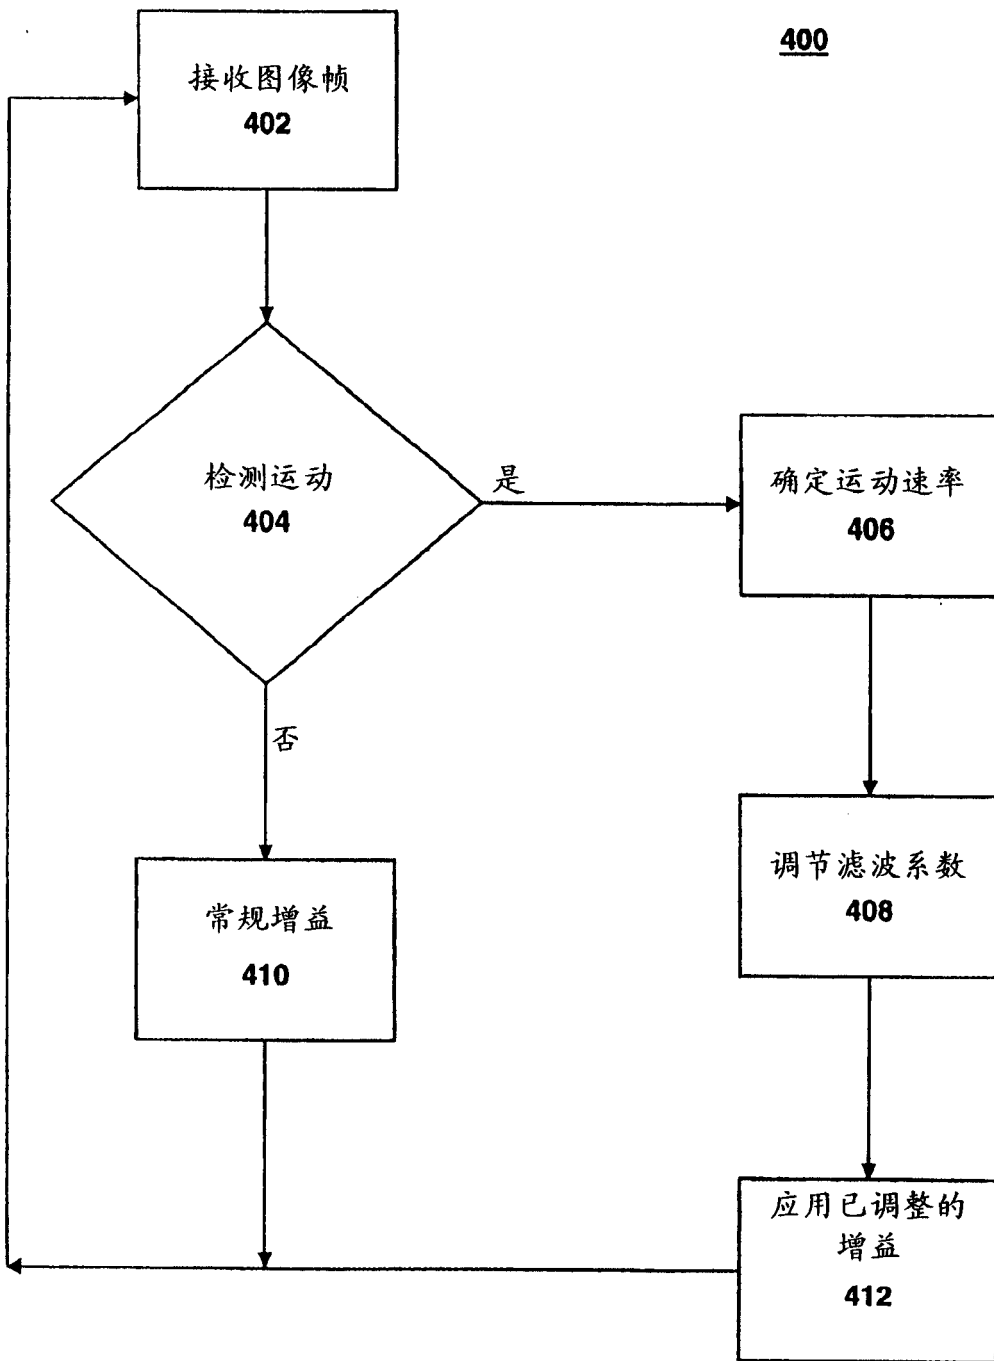 400
接收图像帧
402
检测运动
404
是
确定运动速率
406
否
调节滤波系数
408
常规增益
410
应用已调整的
增益
412